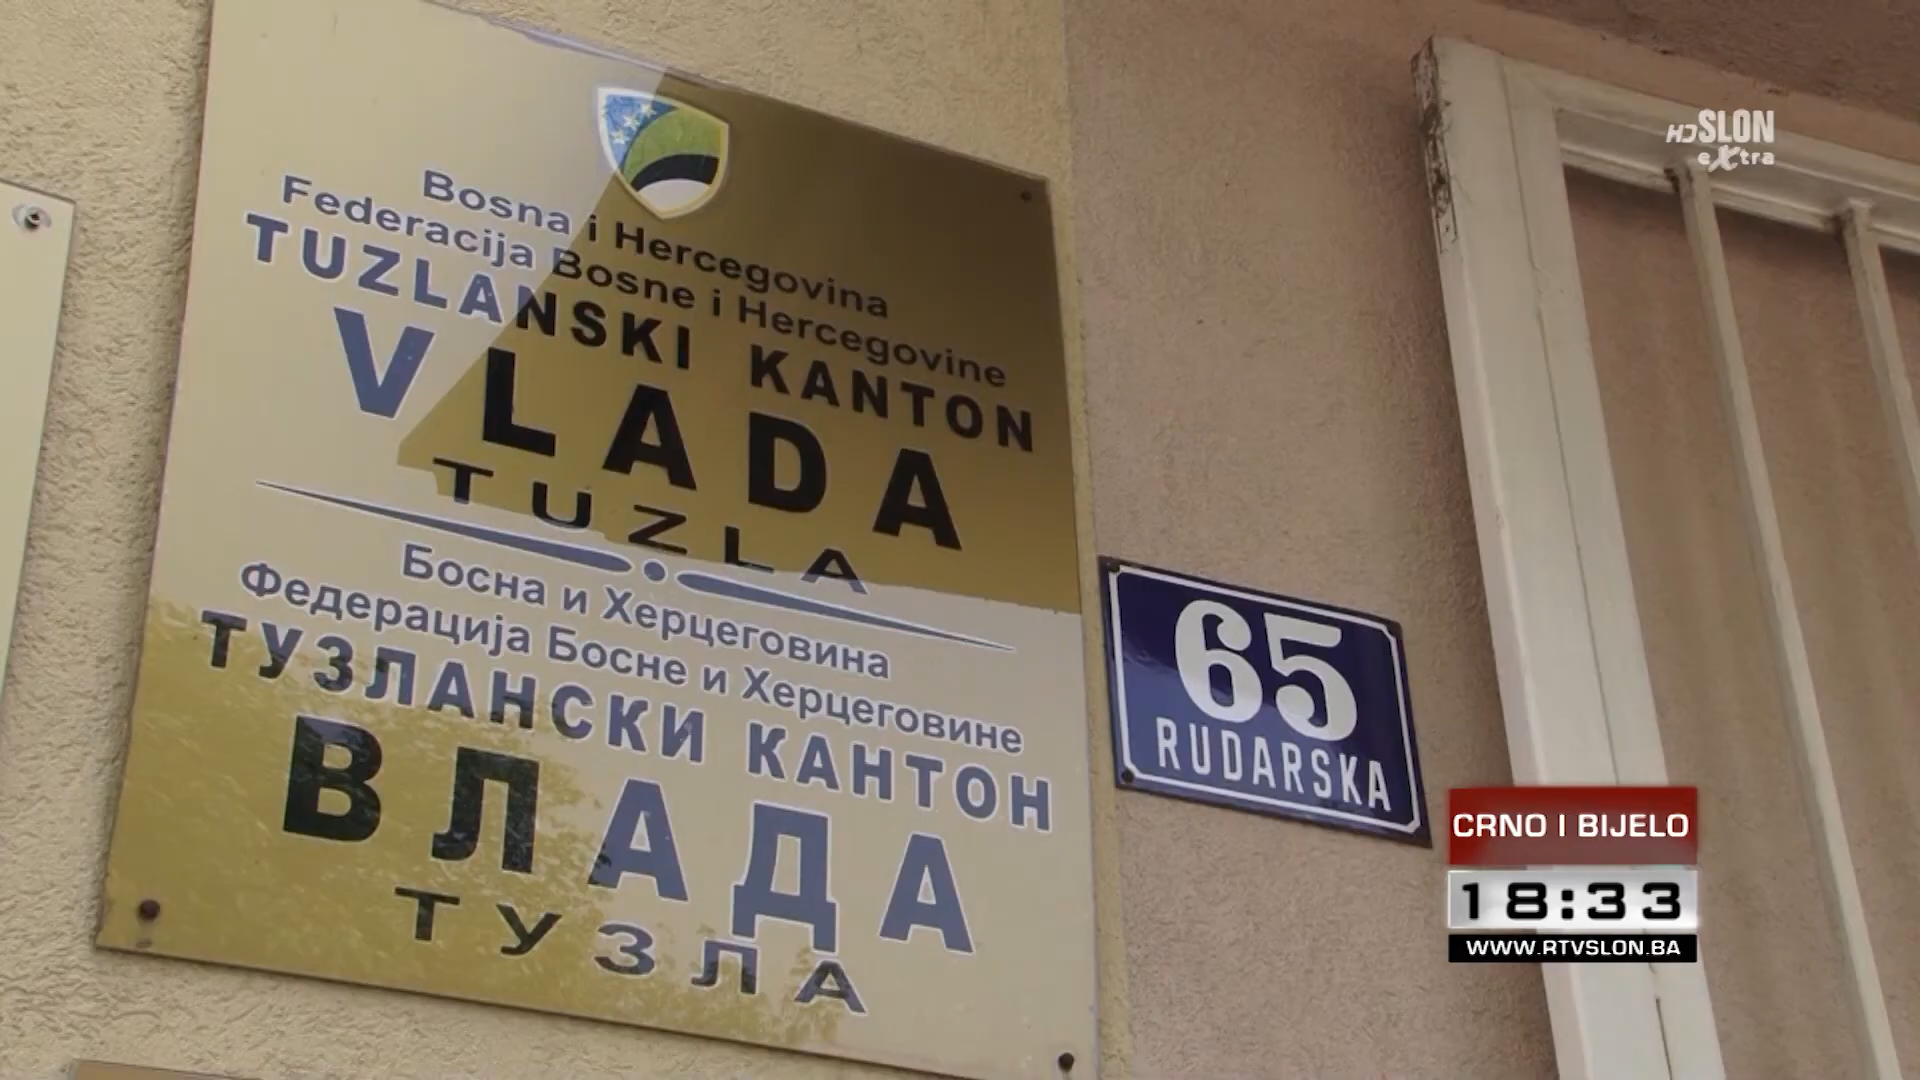 Bosna i Hercegovina
Federacija Bosne i Hercegovine
TUZLANSKI KANTON
VLADA
TUZLA
Босна и Херцеговина
Федерација Босне и Херцеговине
ТУЗЛАНСКИ КАНТОН
ВЛАДА
ТУЗЛА
65
RUDARSKA
HD SLON
extra
CRNO I BIJELO
18:33
WWW.RTVSLON.BA